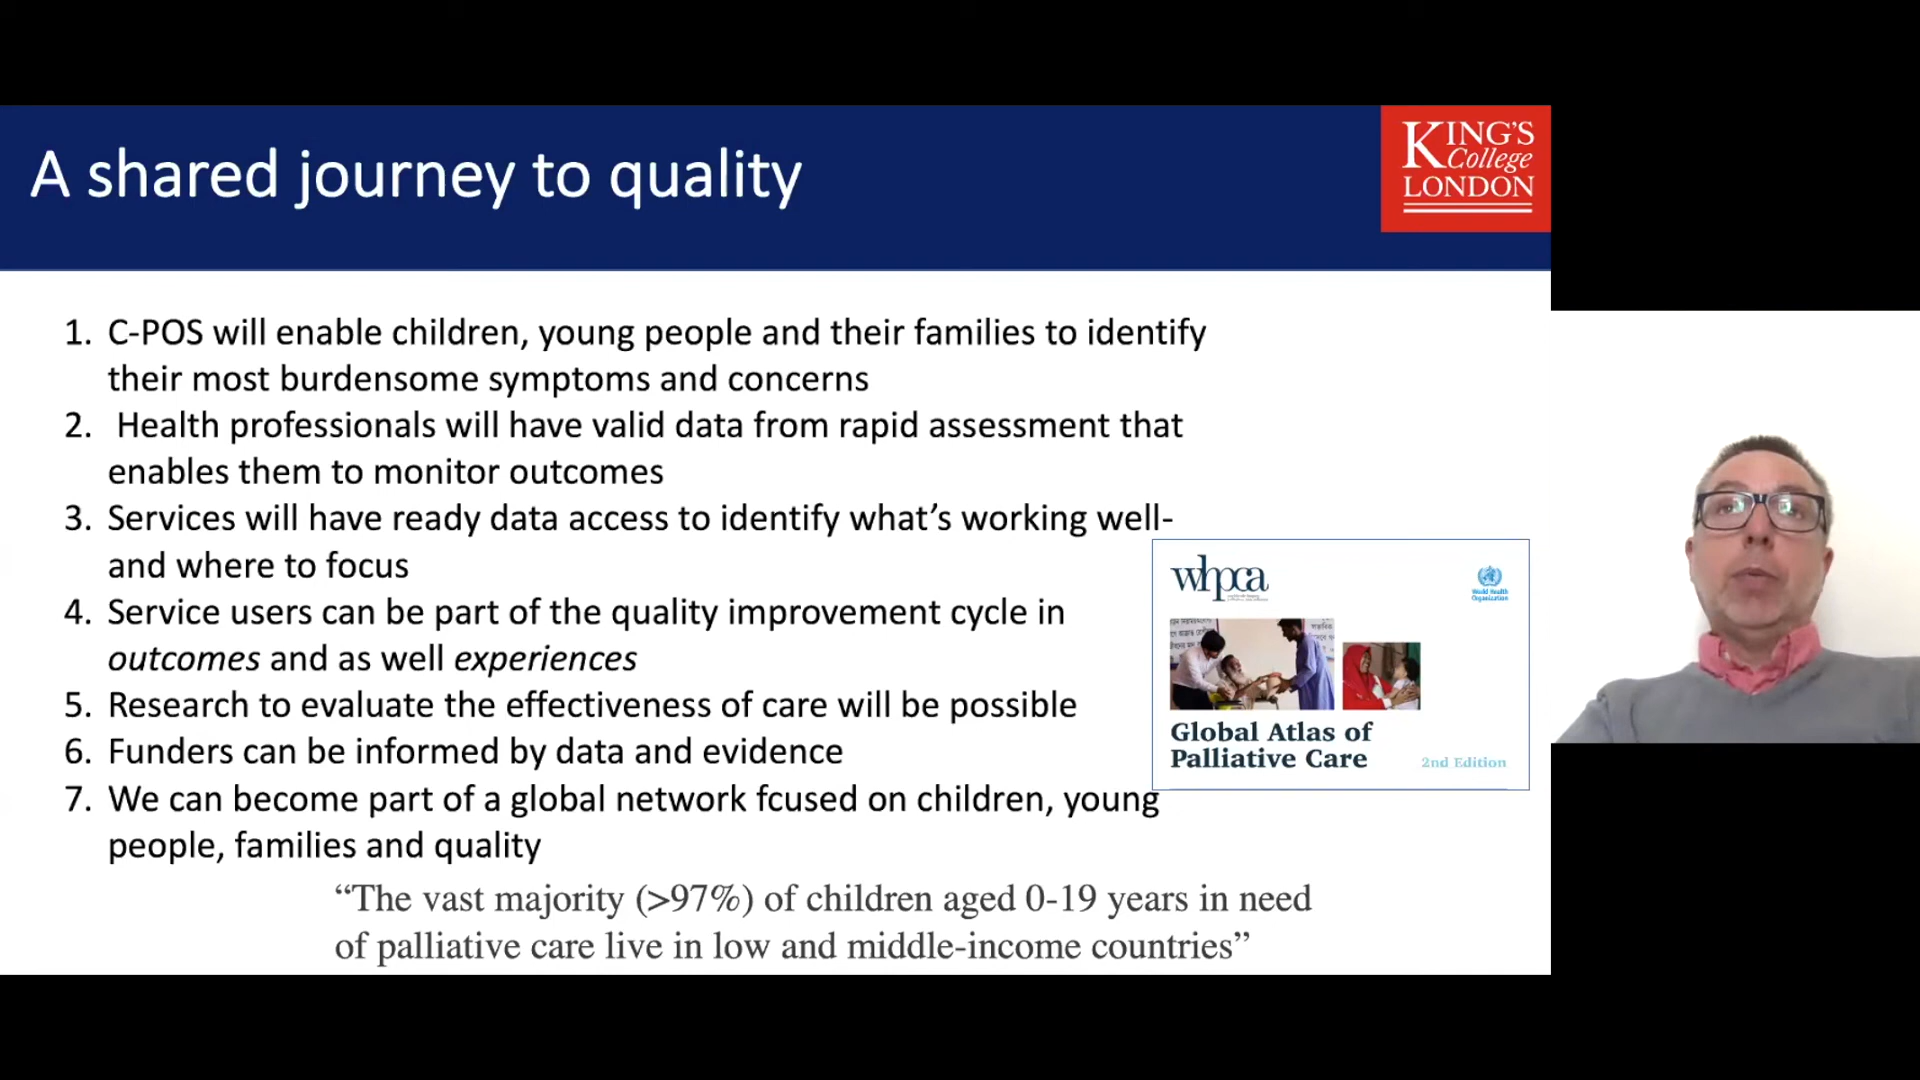 A shared journey to quality
KING'S
College
LONDON
1. C-POS will enable children, young people and their families to identify
their most burdensome symptoms and concerns
2. Health professionals will have valid data from rapid assessment that
enables them to monitor outcomes
3. Services will have ready data access to identify what’s working well-
and where to focus
4. Service users can be part of the quality improvement cycle in
outcomes and as well experiences
5. Research to evaluate the effectiveness of care will be possible
6. Funders can be informed by data and evidence
7. We can become part of a global network fcused on children, young
people, families and quality
whpca
World Health
Organization
Global Atlas of
Palliative Care
2nd Edition
“The vast majority (>97%) of children aged 0-19 years in need
of palliative care live in low and middle-income countries”